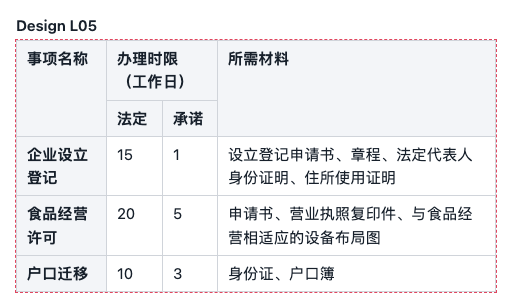 Design L05
事项名称 办理时限 所需材料
（工作日）
法定 承诺
企业设立 15 1 设立登记申请书、章程、法定代表人
登记 身份证明、住所使用证明
食品经营 20 5 申请书、营业执照复印件、与食品经
许可 营相适应的设备布局图
户口迁移 10 3 身份证、户口簿